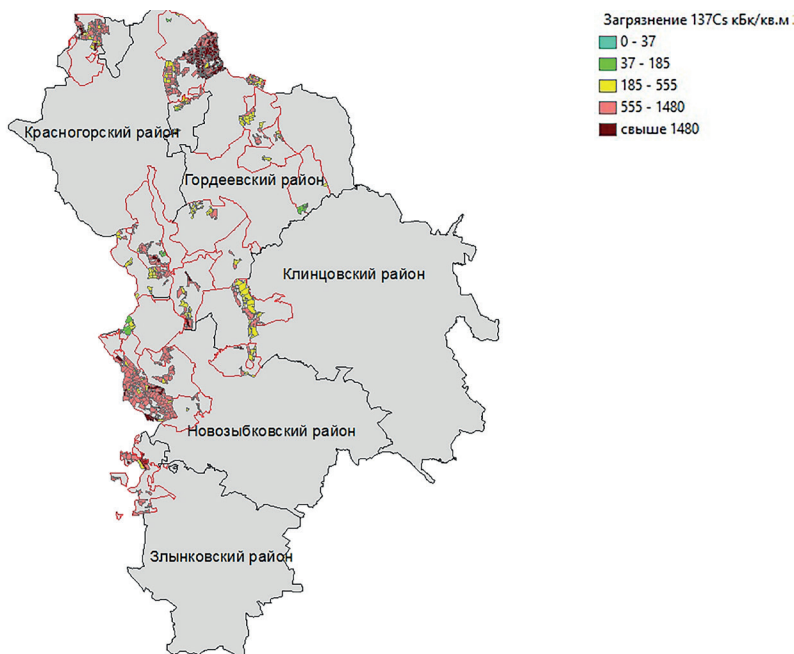 Загрязнение 137Cs кБк/кв.м
0 - 37
37 - 185
185 - 555
555 - 1480
свыше 1480
Красногорский район
Гордеевский район
Клинцовский район
Новозыбковский район
Злынковский район